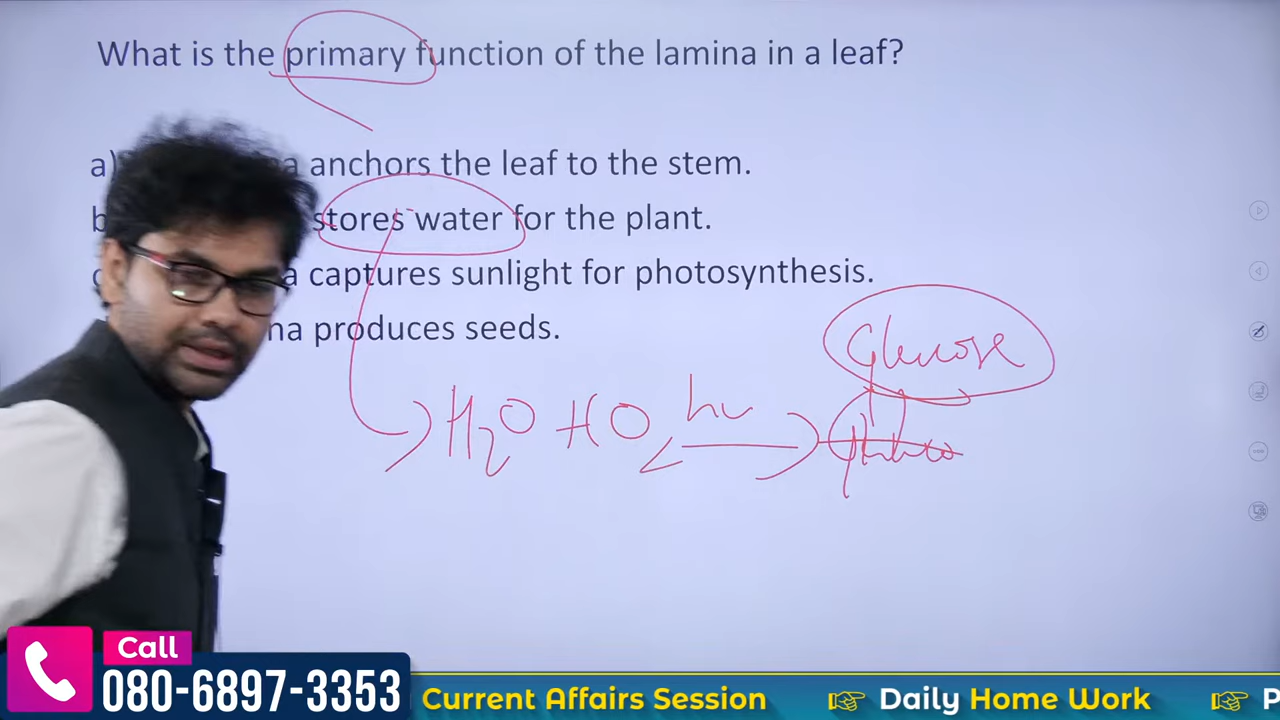 What is the primary function of the lamina in a leaf?
a) anchors the leaf to the stem.
stores water for the plant.
captures sunlight for photosynthesis.
produces seeds.
Glucose
H2O HO hν
Call
080-6897-3353
Current Affairs Session
Daily Home Work
P